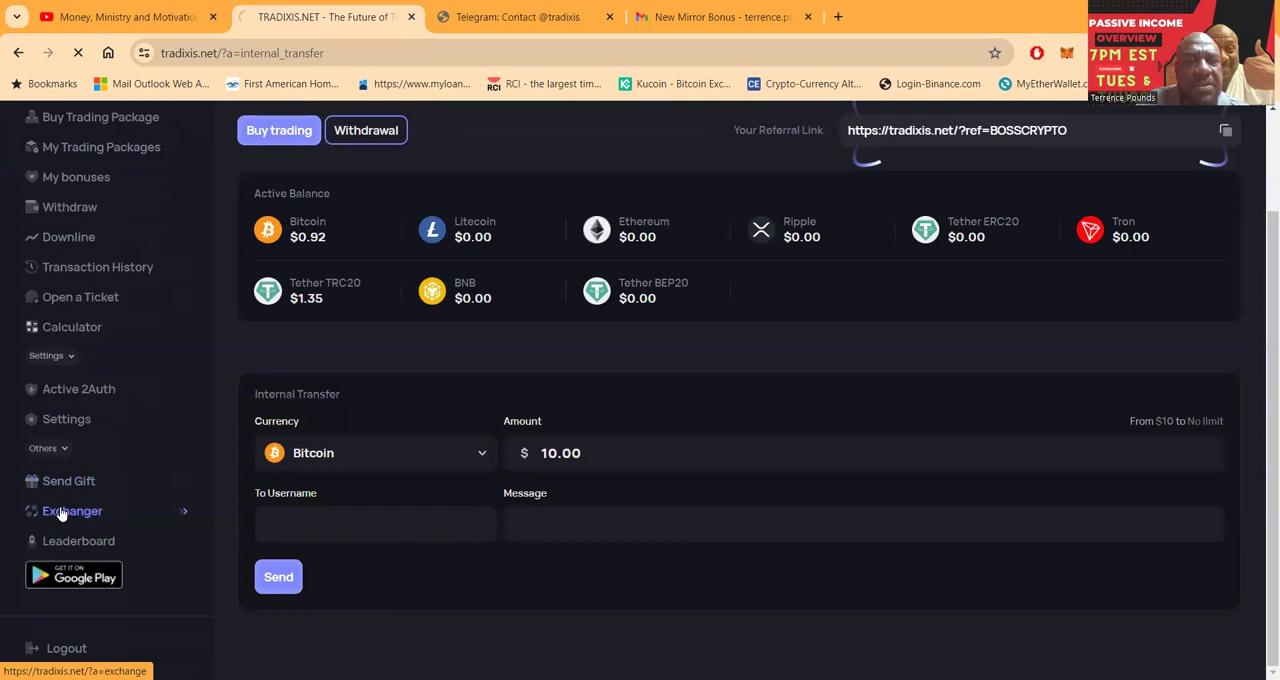 Money, Ministry and Motivatio
TRADIXIS.NET - The Future of T
Telegram: Contact @tradixis
New Mirror Bonus - terrence.po
tradixis.net/?a=internal_transfer
Bookmarks
Mail Outlook Web A...
First American Hom...
https://www.myloan...
RCI RCI - the largest tim...
Kucoin - Bitcoin Exc...
CE Crypto-Currency Alt...
Login-Binance.com
MyEtherWallet.c
PASSIVE INCOME
OVERVIEW
7PM EST
TUES &
Terrence Pounds
Buy Trading Package
My Trading Packages
My bonuses
Withdraw
Downline
Transaction History
Open a Ticket
Calculator
Settings
Active 2Auth
Settings
Others
Send Gift
Exchanger
Leaderboard
GET IT ON
Google Play
Logout
https://tradixis.net/?a=exchange
Buy trading
Withdrawal
Your Referral Link
https://tradixis.net/?ref=BOSSCRYPTO
Active Balance
Bitcoin
$0.92
Litecoin
$0.00
Ethereum
$0.00
Ripple
$0.00
Tether ERC20
$0.00
Tron
$0.00
Tether TRC20
$1.35
BNB
$0.00
Tether BEP20
$0.00
Internal Transfer
Currency
Amount
From $10 to No limit
Bitcoin
$ 10.00
To Username
Message
Send